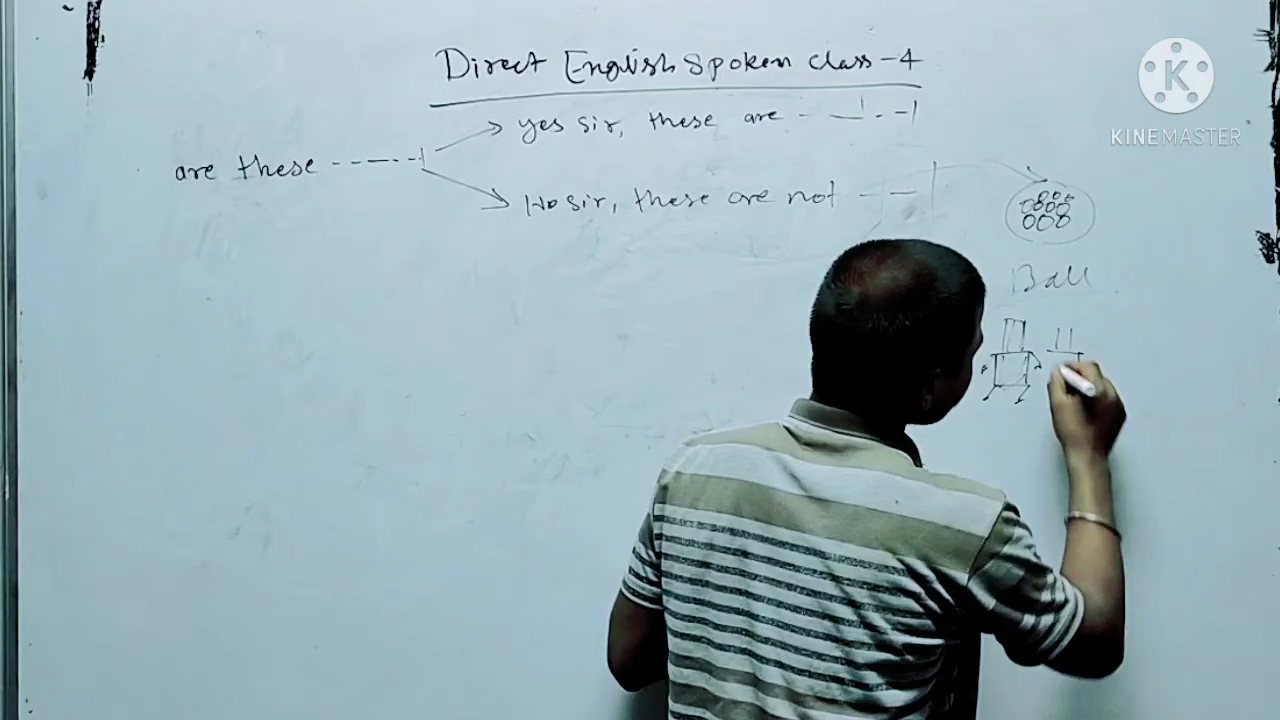 Direct English Spoken class-4
yes sir, these are - - - - -
are these - - - - - -
No sir, these are not - - -
Ball
K
KINEMASTER